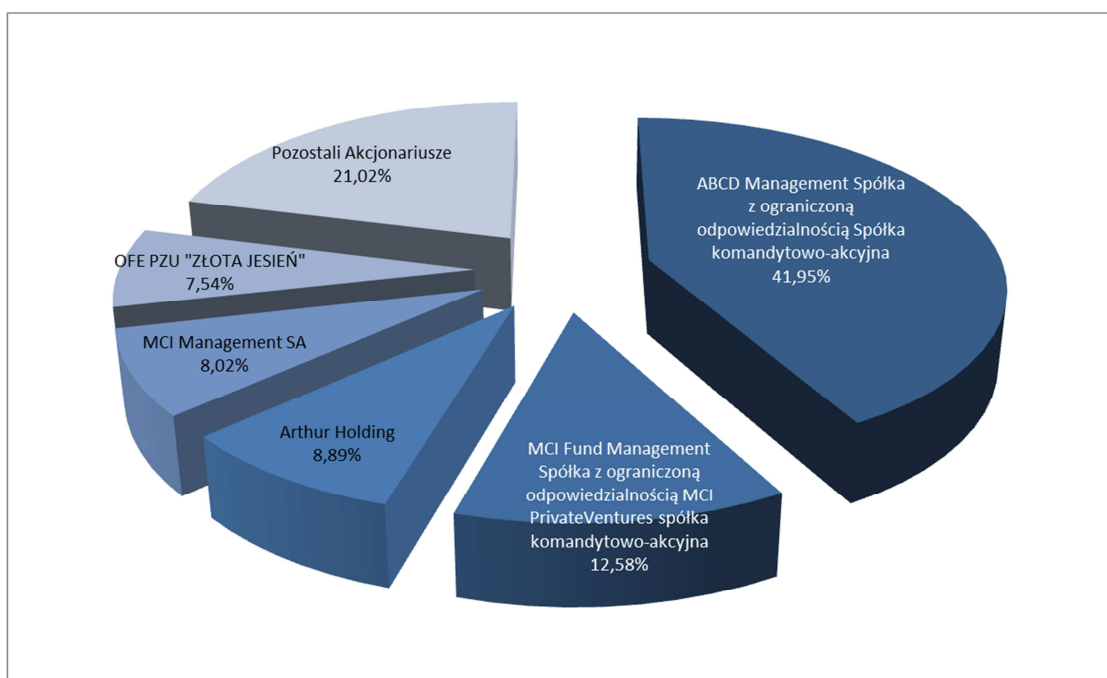 Pozostali Akcjonariusze
21,02%
ABCD Management Spółka
z ograniczoną
odpowiedzialnością Spółka
komandytowo-akcyjna
41,95%
OFE PZU "ZŁOTA JESIEŃ"
7,54%
MCI Management SA
8,02%
Arthur Holding
8,89%
MCI Fund Management
Spółka z ograniczoną
odpowiedzialnością MCI
PrivateVentures spółka
komandytowo-akcyjna
12,58%